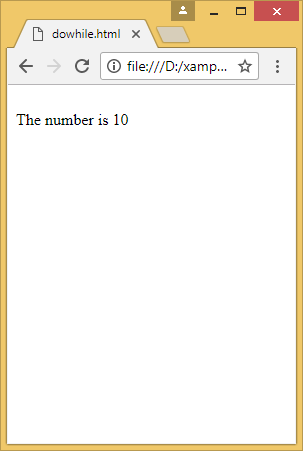 dowhile.html
file:///D:/xamp...
The number is 10